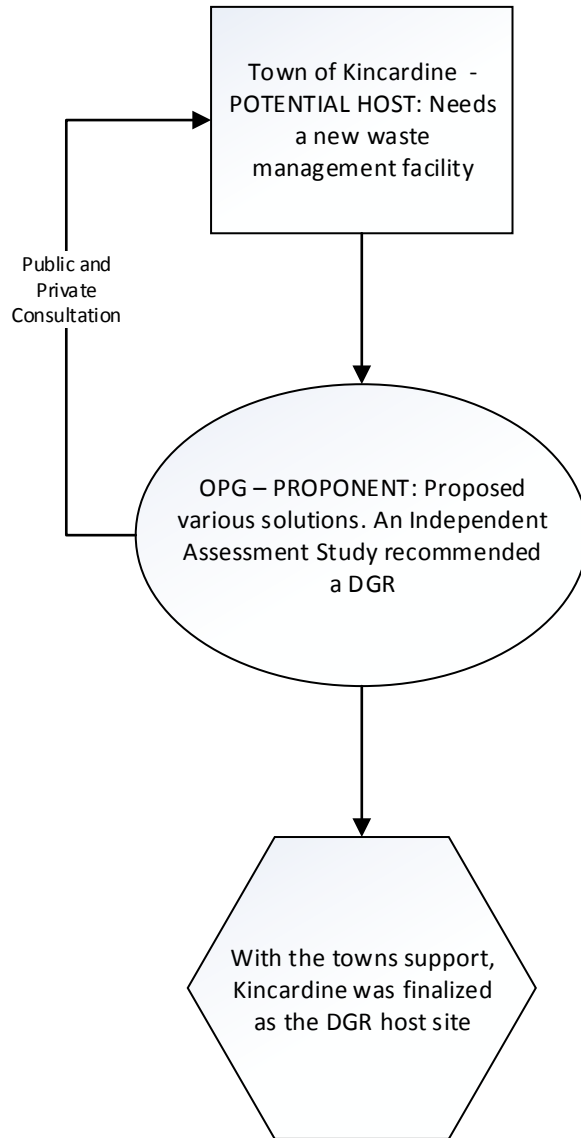 Town of Kincardine -
POTENTIAL HOST: Needs
a new waste
management facility
Public and
Private
Consultation
OPG – PROPONENT: Proposed
various solutions. An Independent
Assessment Study recommended
a DGR
With the towns support,
Kincardine was finalized
as the DGR host site